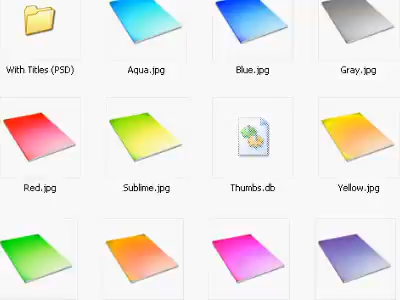 With Titles (PSD)
Aqua.jpg
Blue.jpg
Gray.jpg
Red.jpg
Sublime.jpg
Thumbs.db
Yellow.jpg